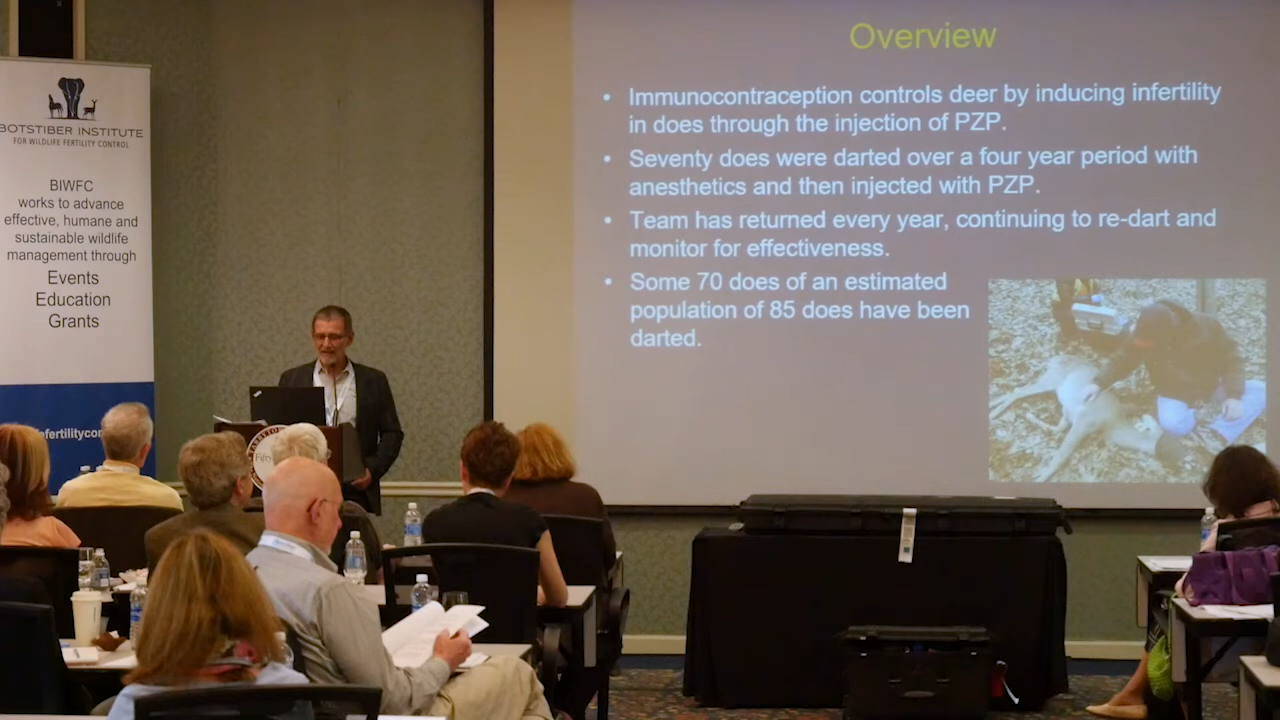 BOTSTIBER INSTITUTE
FOR WILDLIFE FERTILITY CONTROL
BIWFC
works to advance
effective, humane and
sustainable wildlife
management through
Events
Education
Grants
Overview
• Immunocontraception controls deer by inducing infertility
in does through the injection of PZP.
• Seventy does were darted over a four year period with
anesthetics and then injected with PZP.
• Team has returned every year, continuing to re-dart and
monitor for effectiveness.
• Some 70 does of an estimated
population of 85 does have been
darted.